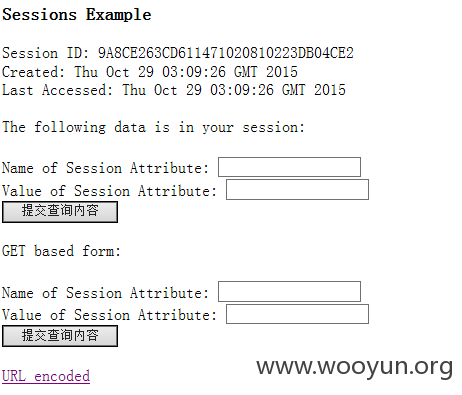 Sessions Example
Session ID: 9A8CE263CD611471020810223DB04CE2
Created: Thu Oct 29 03:09:26 GMT 2015
Last Accessed: Thu Oct 29 03:09:26 GMT 2015
The following data is in your session:
Name of Session Attribute:
Value of Session Attribute:
提交查询内容
GET based form:
Name of Session Attribute:
Value of Session Attribute:
提交查询内容
www.wooyun.org
URL encoded